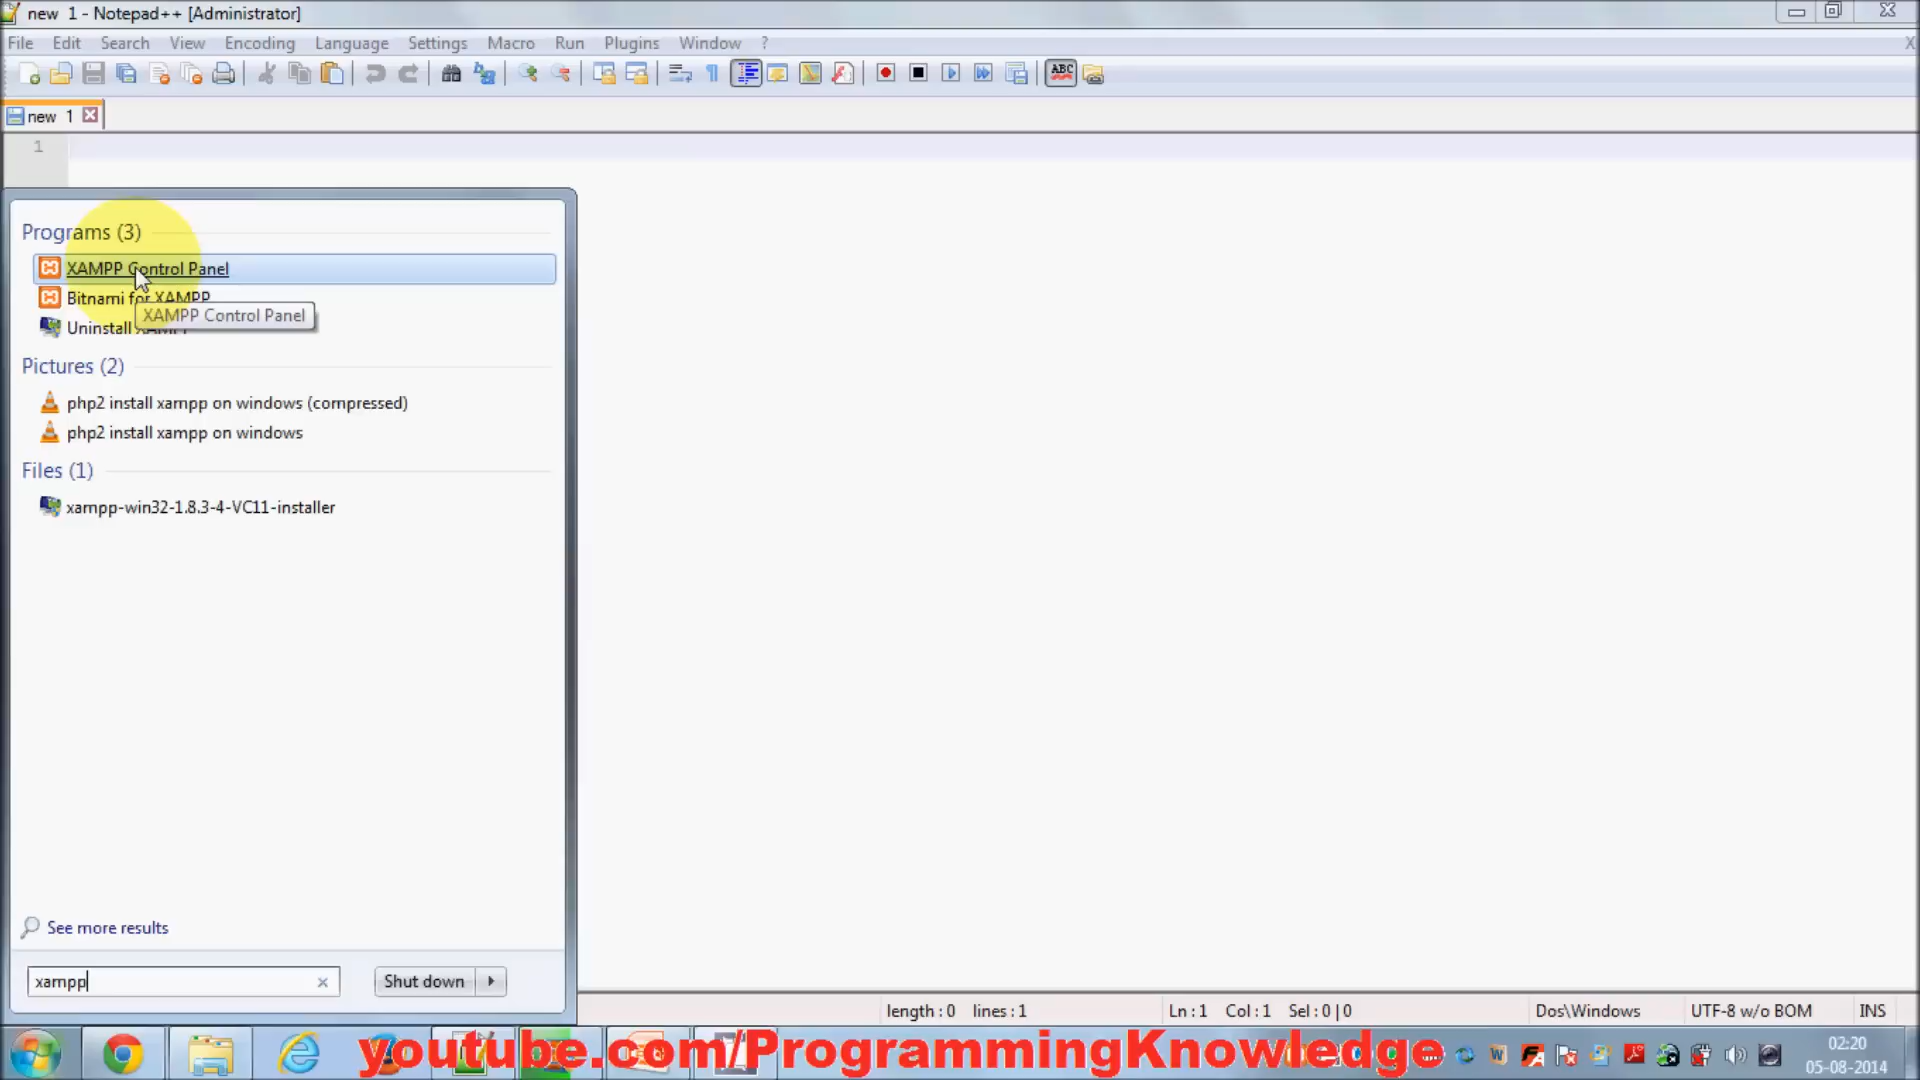 new 1 - Notepad++ [Administrator]
File Edit Search View Encoding Language Settings Macro Run Plugins Window ? X
ABC
new 1
1
Programs (3)
XAMPP Control Panel
Bitnami for XAMPP
XAMPP Control Panel
Uninstall XAMPP
Pictures (2)
php2 install xampp on windows (compressed)
php2 install xampp on windows
Files (1)
xampp-win32-1.8.3-4-VC11-installer
See more results
xampp
Shut down
length : 0 lines : 1 Ln : 1 Col : 1 Sel : 0 | 0 Dos\Windows UTF-8 w/o BOM INS
youtube.com/ProgrammingKnowledge
02:20
05-08-2014